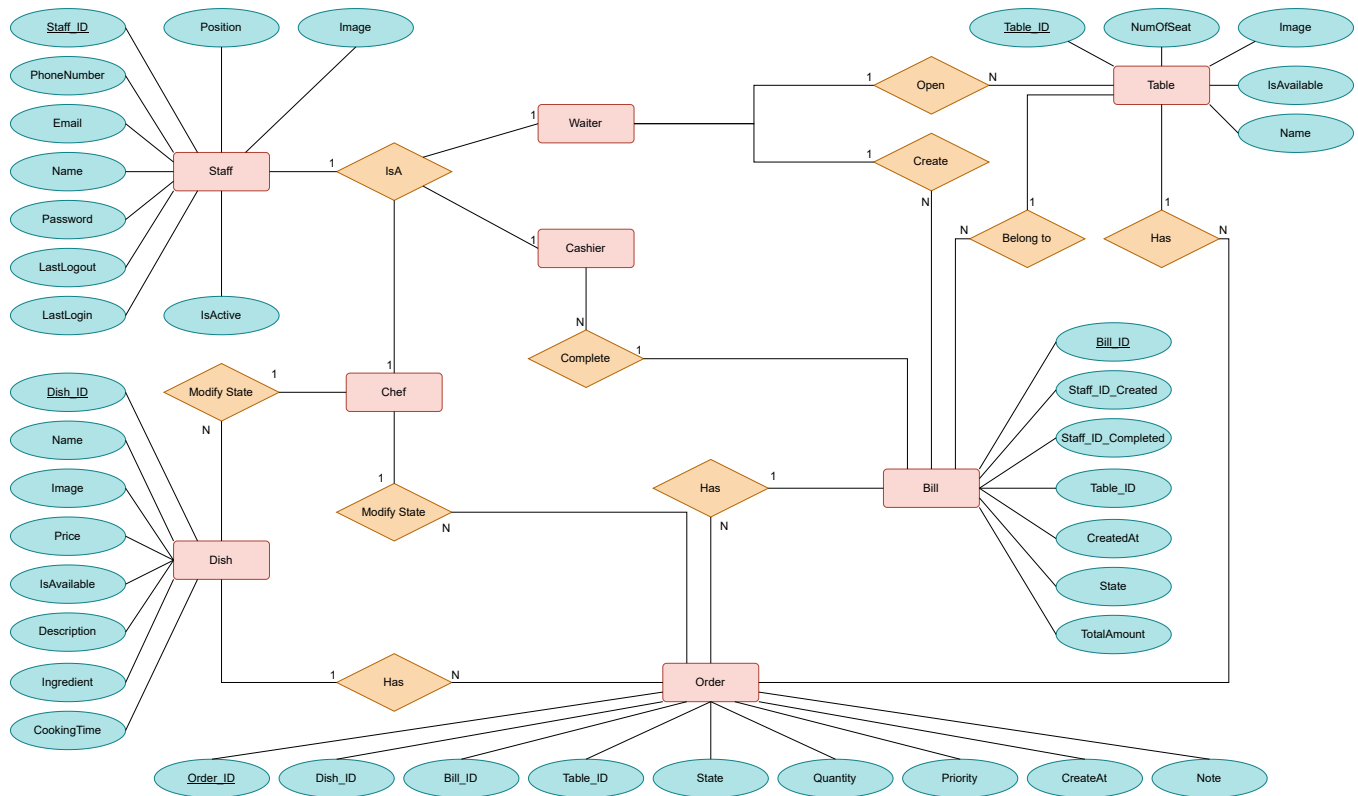 Staff_ID
Position
Image
Table_ID
NumOfSeat
Image
PhoneNumber
1
Open
N
Table
IsAvailable
Email
1
Waiter
Name
1
Create
Name
Staff
1
IsA
N
1
1
Password
N
Belong to
Has
N
1
Cashier
LastLogout
LastLogin
IsActive
N
Bill_ID
Complete
1
1
1
Dish_ID
Modify State
Chef
Staff_ID_Created
N
Name
Staff_ID_Completed
1
1
Image
Has
Bill
Table_ID
Modify State
N
N
Price
CreatedAt
Dish
IsAvailable
State
Description
TotalAmount
1
Has
N
Order
Ingredient
CookingTime
Order_ID
Dish_ID
Bill_ID
Table_ID
State
Quantity
Priority
CreateAt
Note